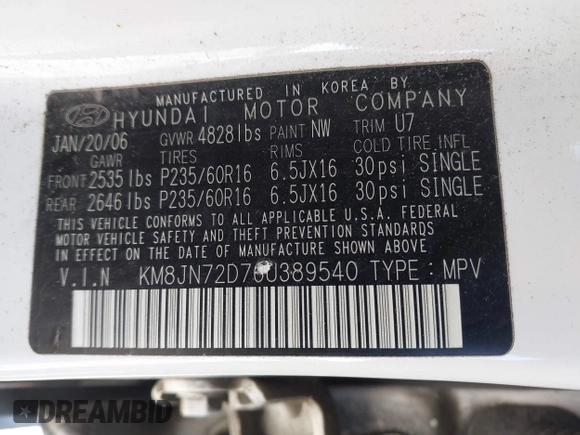 MANUFACTURED IN KOREA BY
HYUNDAI MOTOR COMPANY
JAN/20/06 GVWR 4828lbs PAINT NW TRIM U7
GAWR TIRES RIMS COLD TIRE INFL
FRONT 2535lbs P235/60R16 6.5JX16 30psi SINGLE
REAR 2646lbs P235/60R16 6.5JX16 30psi SINGLE
THIS VEHICLE CONFORMS TO ALL APPLICABLE U.S.A. FEDERAL
MOTOR VEHICLE SAFETY AND THEFT PREVENTION STANDARDS
IN EFFECT ON THE DATE OF MANUFACTURE SHOWN ABOVE.
V.I.N KM8JN72D76U389540 TYPE : MPV
DREAMBID